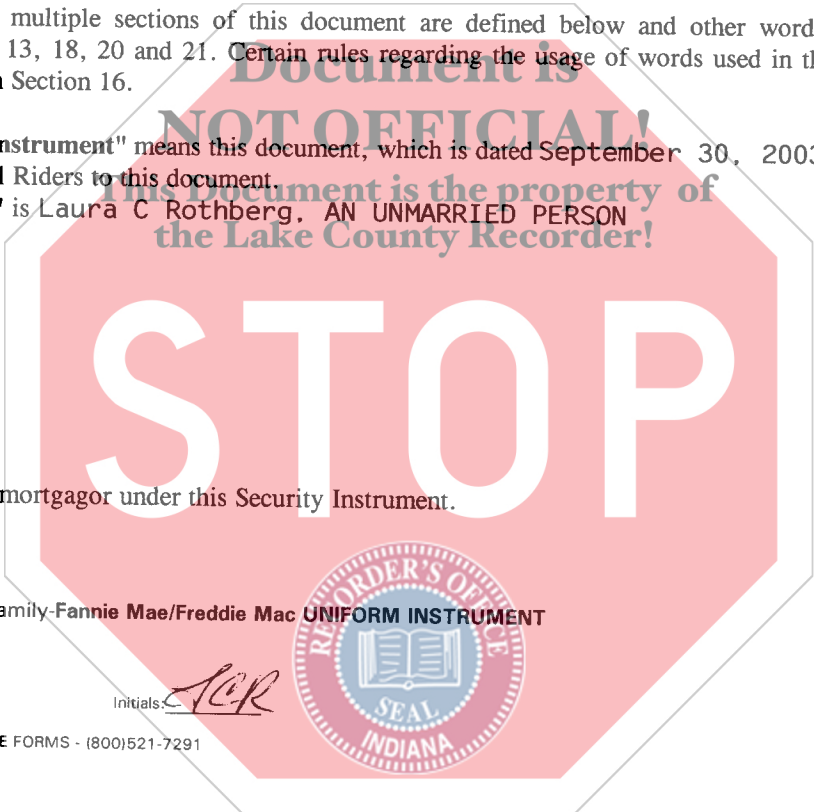 multiple sections of this document are defined below and other word
13, 18, 20 and 21. Certain rules regarding the usage of words used in th
Section 16.
Document is
NOT OFFICIAL!
nstrument" means this document, which is dated September 30, 2003
Riders to this document.
This Document is the property of
" is Laura C Rothberg, AN UNMARRIED PERSON
the Lake County Recorder!
STOP
mortgagor under this Security Instrument.
RECORDER'S OFFICE
SEAL
INDIANA
amily-Fannie Mae/Freddie Mac UNIFORM INSTRUMENT
Initials: LCR
E FORMS - (800)521-7291